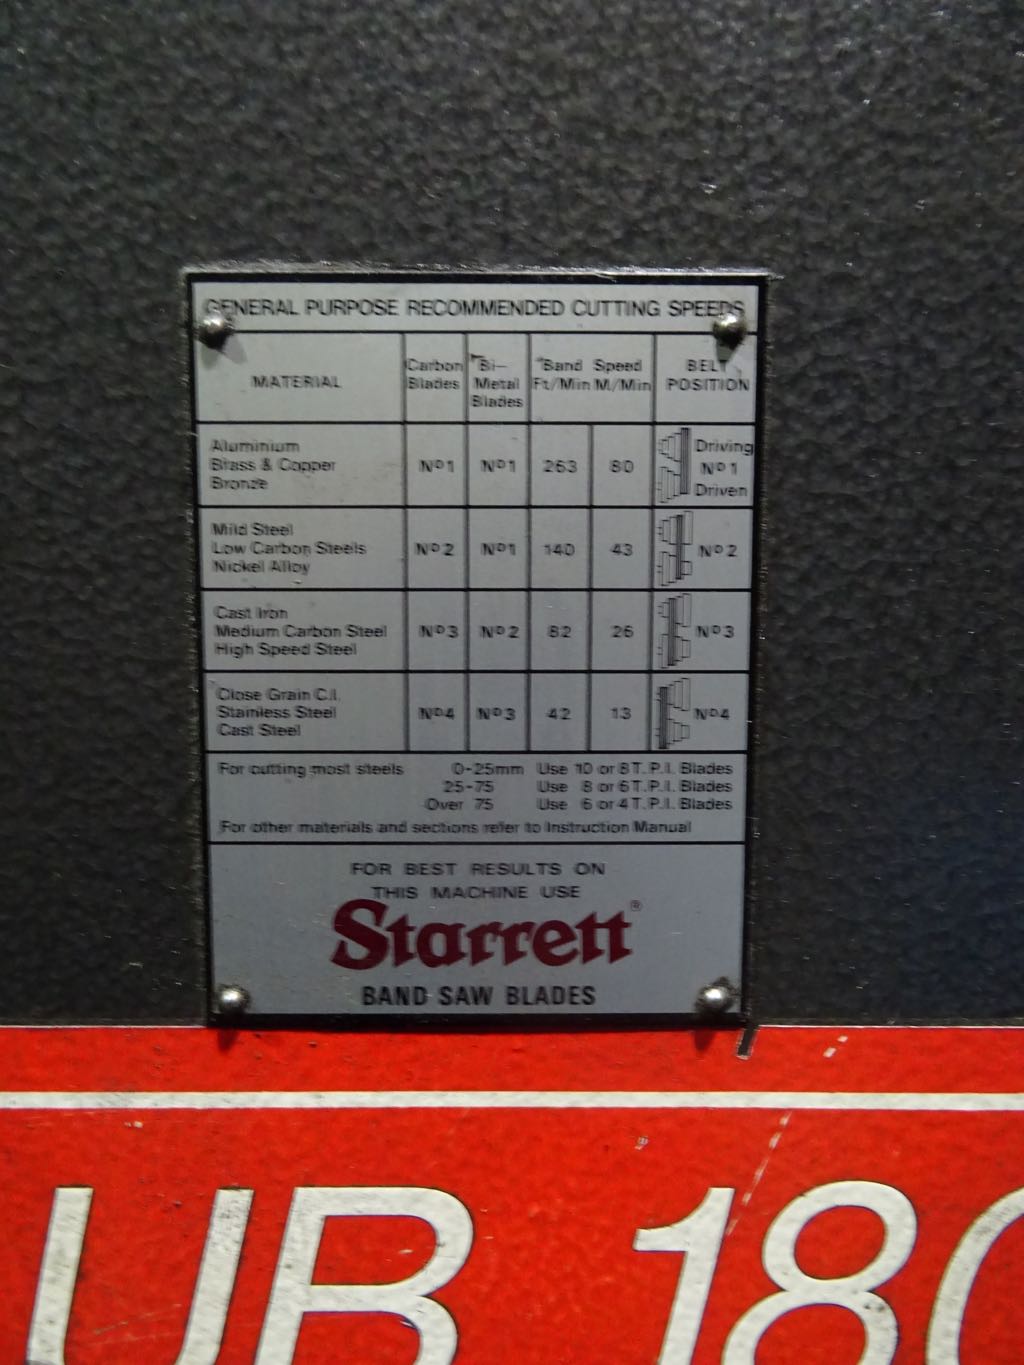 GENERAL PURPOSE RECOMMENDED CUTTING SPEEDS
MATERIAL Carbon Blades Bi-Metal Blades Band Speed Ft/Min M/Min BELT POSITION
Aluminium
Brass & Copper
Bronze
Nº1 Nº1 263 80 Driving Nº1 Driven
Mild Steel
Low Carbon Steels
Nickel Alloy
Nº2 Nº1 140 43 Nº2
Cast Iron
Medium Carbon Steel
High Speed Steel
Nº3 Nº2 82 26 Nº3
Close Grain C.I.
Stainless Steel
Cast Steel
Nº4 Nº3 42 13 Nº4
For cutting most steels 0-25mm Use 10 or 8 T.P.I. Blades
25-75 Use 8 or 6 T.P.I. Blades
Over 75 Use 6 or 4 T.P.I. Blades
For other materials and sections refer to Instruction Manual
FOR BEST RESULTS ON
THIS MACHINE USE
Starrett®
BAND SAW BLADES
UB 180